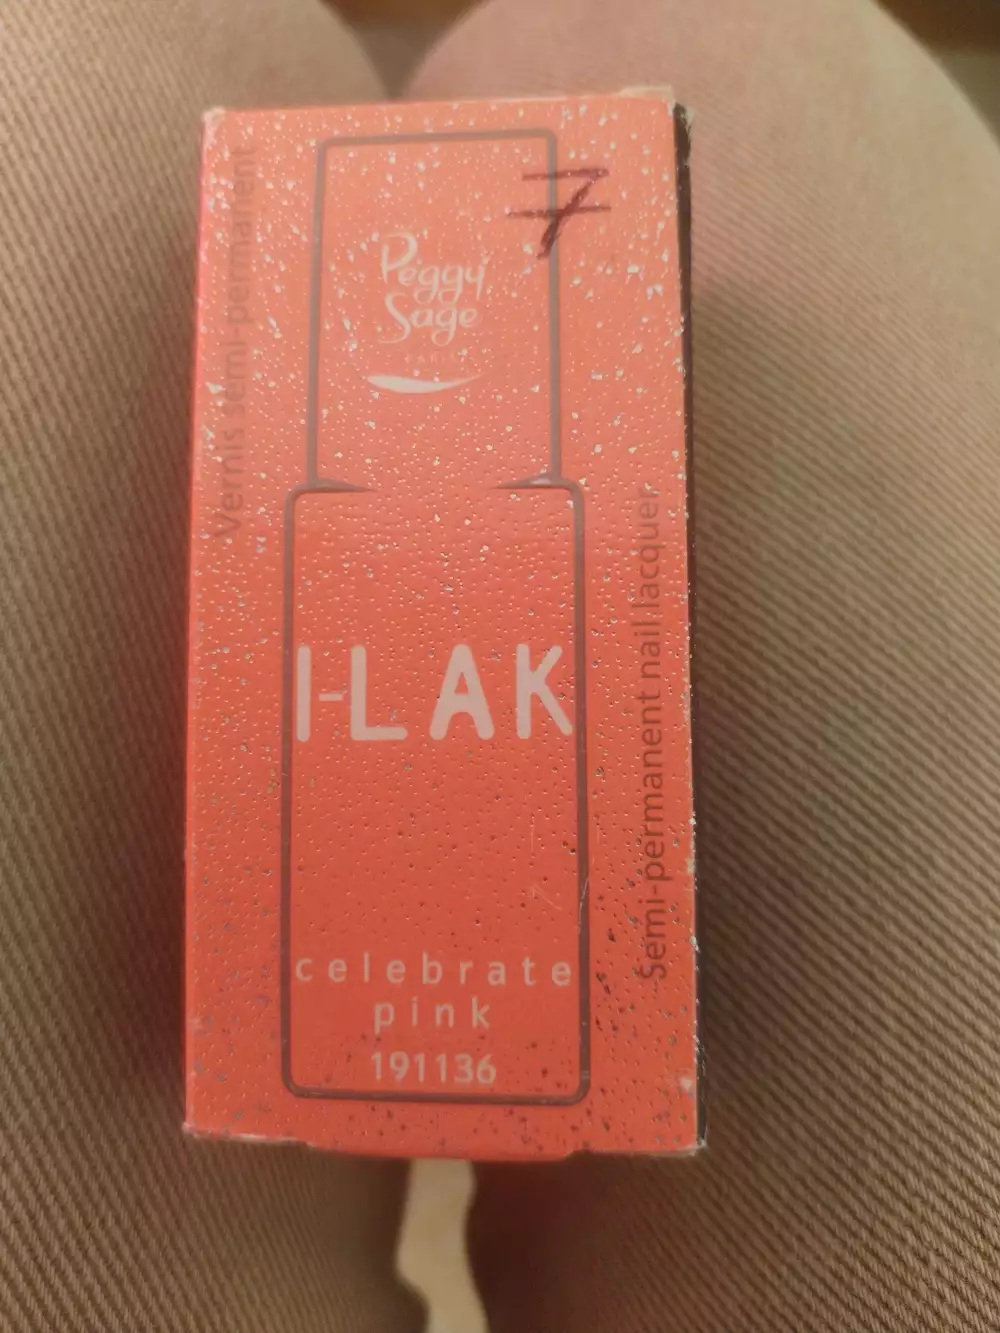 7
Peggy
Sage
PARIS
Vernis semi-permanent
I-LAK
Semi-permanent nail lacquer
celebrate
pink
191136